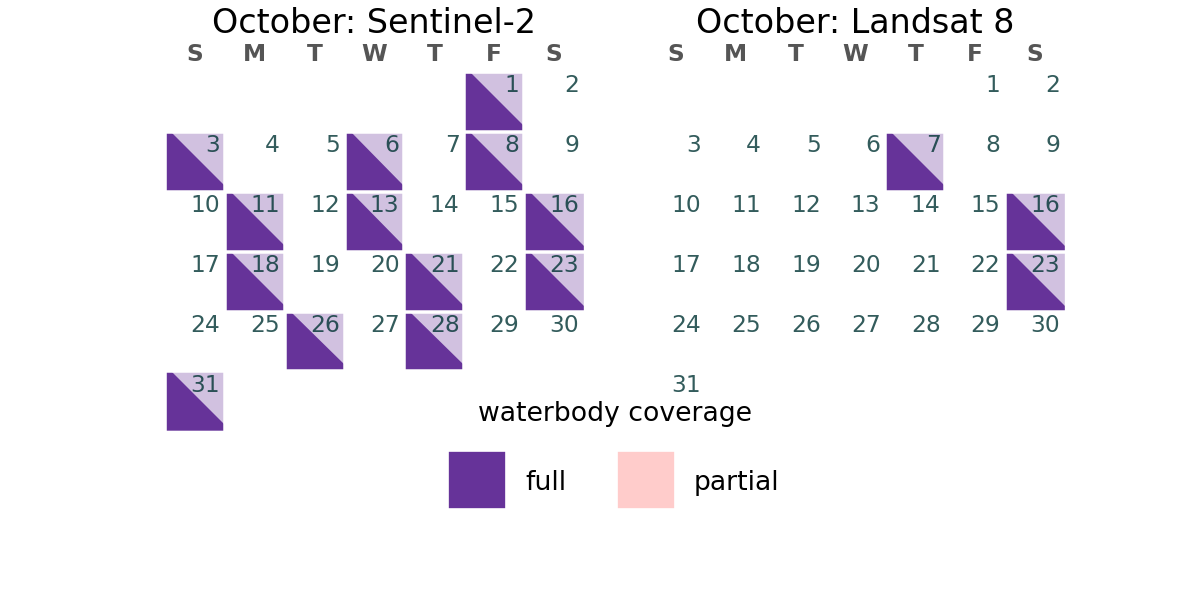 October: Sentinel-2
S M T W T F S
1 2
3 4 5 6 7 8 9
10 11 12 13 14 15 16
17 18 19 20 21 22 23
24 25 26 27 28 29 30
31
October: Landsat 8
S M T W T F S
1 2
3 4 5 6 7 8 9
10 11 12 13 14 15 16
17 18 19 20 21 22 23
24 25 26 27 28 29 30
31
waterbody coverage
full
partial